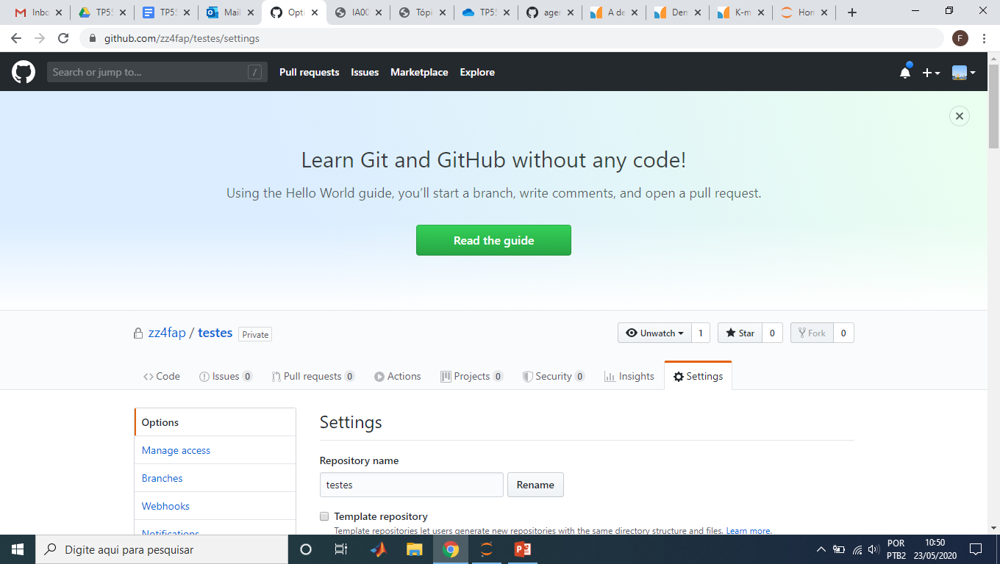 Inbo
TP55
TP55
Mail
Opti
IA00
Tópi
TP55
ager
A de
Den
K-m
Hon
github.com/zz4fap/testes/settings
F
Search or jump to...
/
Pull requests
Issues
Marketplace
Explore
Learn Git and GitHub without any code!
Using the Hello World guide, you’ll start a branch, write comments, and open a pull request.
Read the guide
zz4fap / testes
Private
Unwatch
1
Star
0
Fork
0
Code
Issues 0
Pull requests 0
Actions
Projects 0
Security 0
Insights
Settings
Options
Manage access
Branches
Webhooks
Notifications
Settings
Repository name
testes
Rename
Template repository
Template repositories let users generate new repositories with the same directory structure and files. Learn more.
Digite aqui para pesquisar
POR
PTB2
10:50
23/05/2020